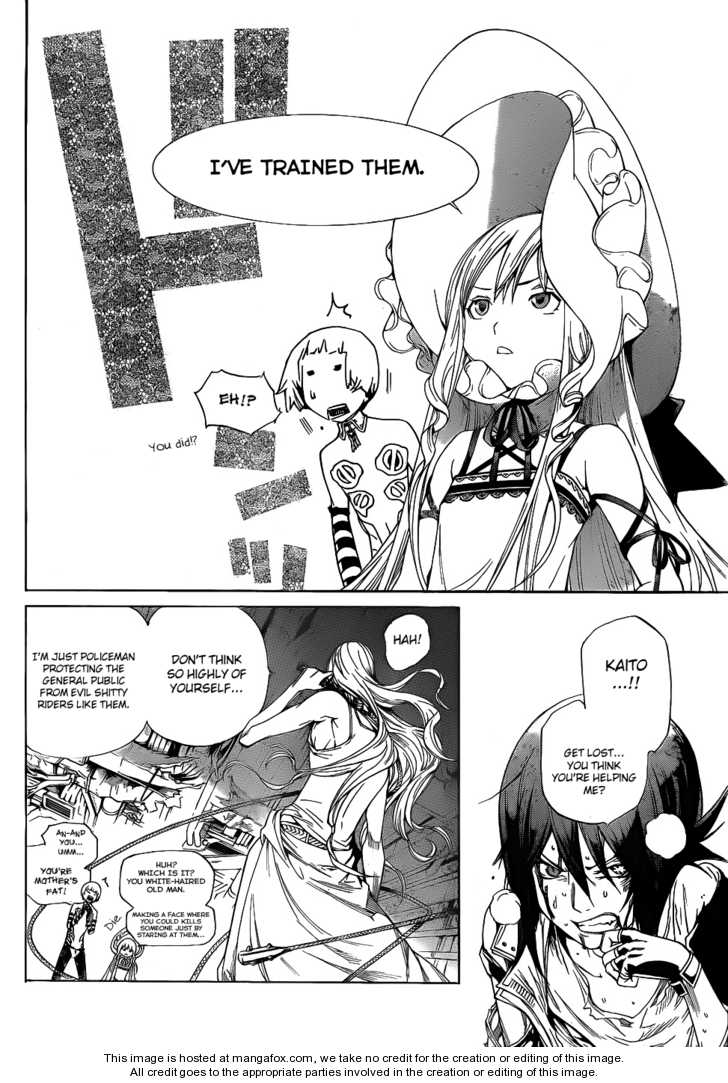 I'VE TRAINED THEM.
EH!?
You did!?
KAITO
...!!
GET LOST...
YOU THINK
YOU'RE HELPING
ME?
HAH!
DON'T THINK
SO HIGHLY OF
YOURSELF...
I'M JUST POLICEMAN
PROTECTING THE
GENERAL PUBLIC
FROM EVIL SHITTY
RIDERS LIKE THEM.
HUH?
WHICH IS IT?
YOU WHITE-HAIRED
OLD MAN.
MAKING A FACE WHERE
YOU COULD KILLS
SOMEONE JUST BY
STARING AT THEM...
Die
AN-AND
YOU...
UMM...
YOU'RE
MOTHER'S
FAT!
This image is hosted at mangafox.com, we take no credit for the creation or editing of this image.
All credit goes to the appropriate parties involved in the creation or editing of this image.